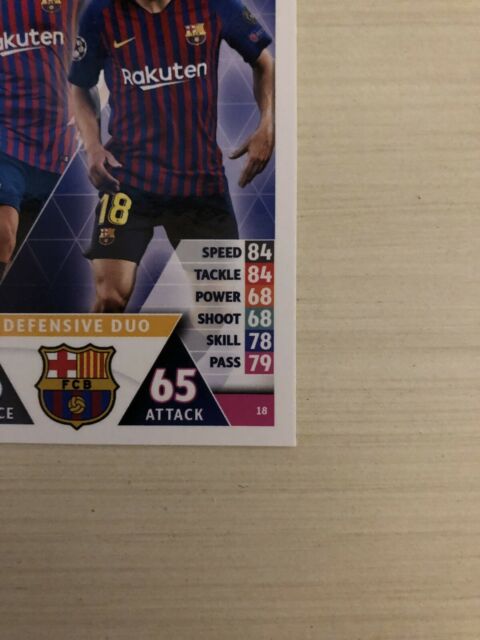 Rakuten
Rakuten
18
SPEED 84
TACKLE 84
POWER 68
SHOOT 68
SKILL 78
PASS 79
DEFENSIVE DUO
FCB
65
ATTACK
18